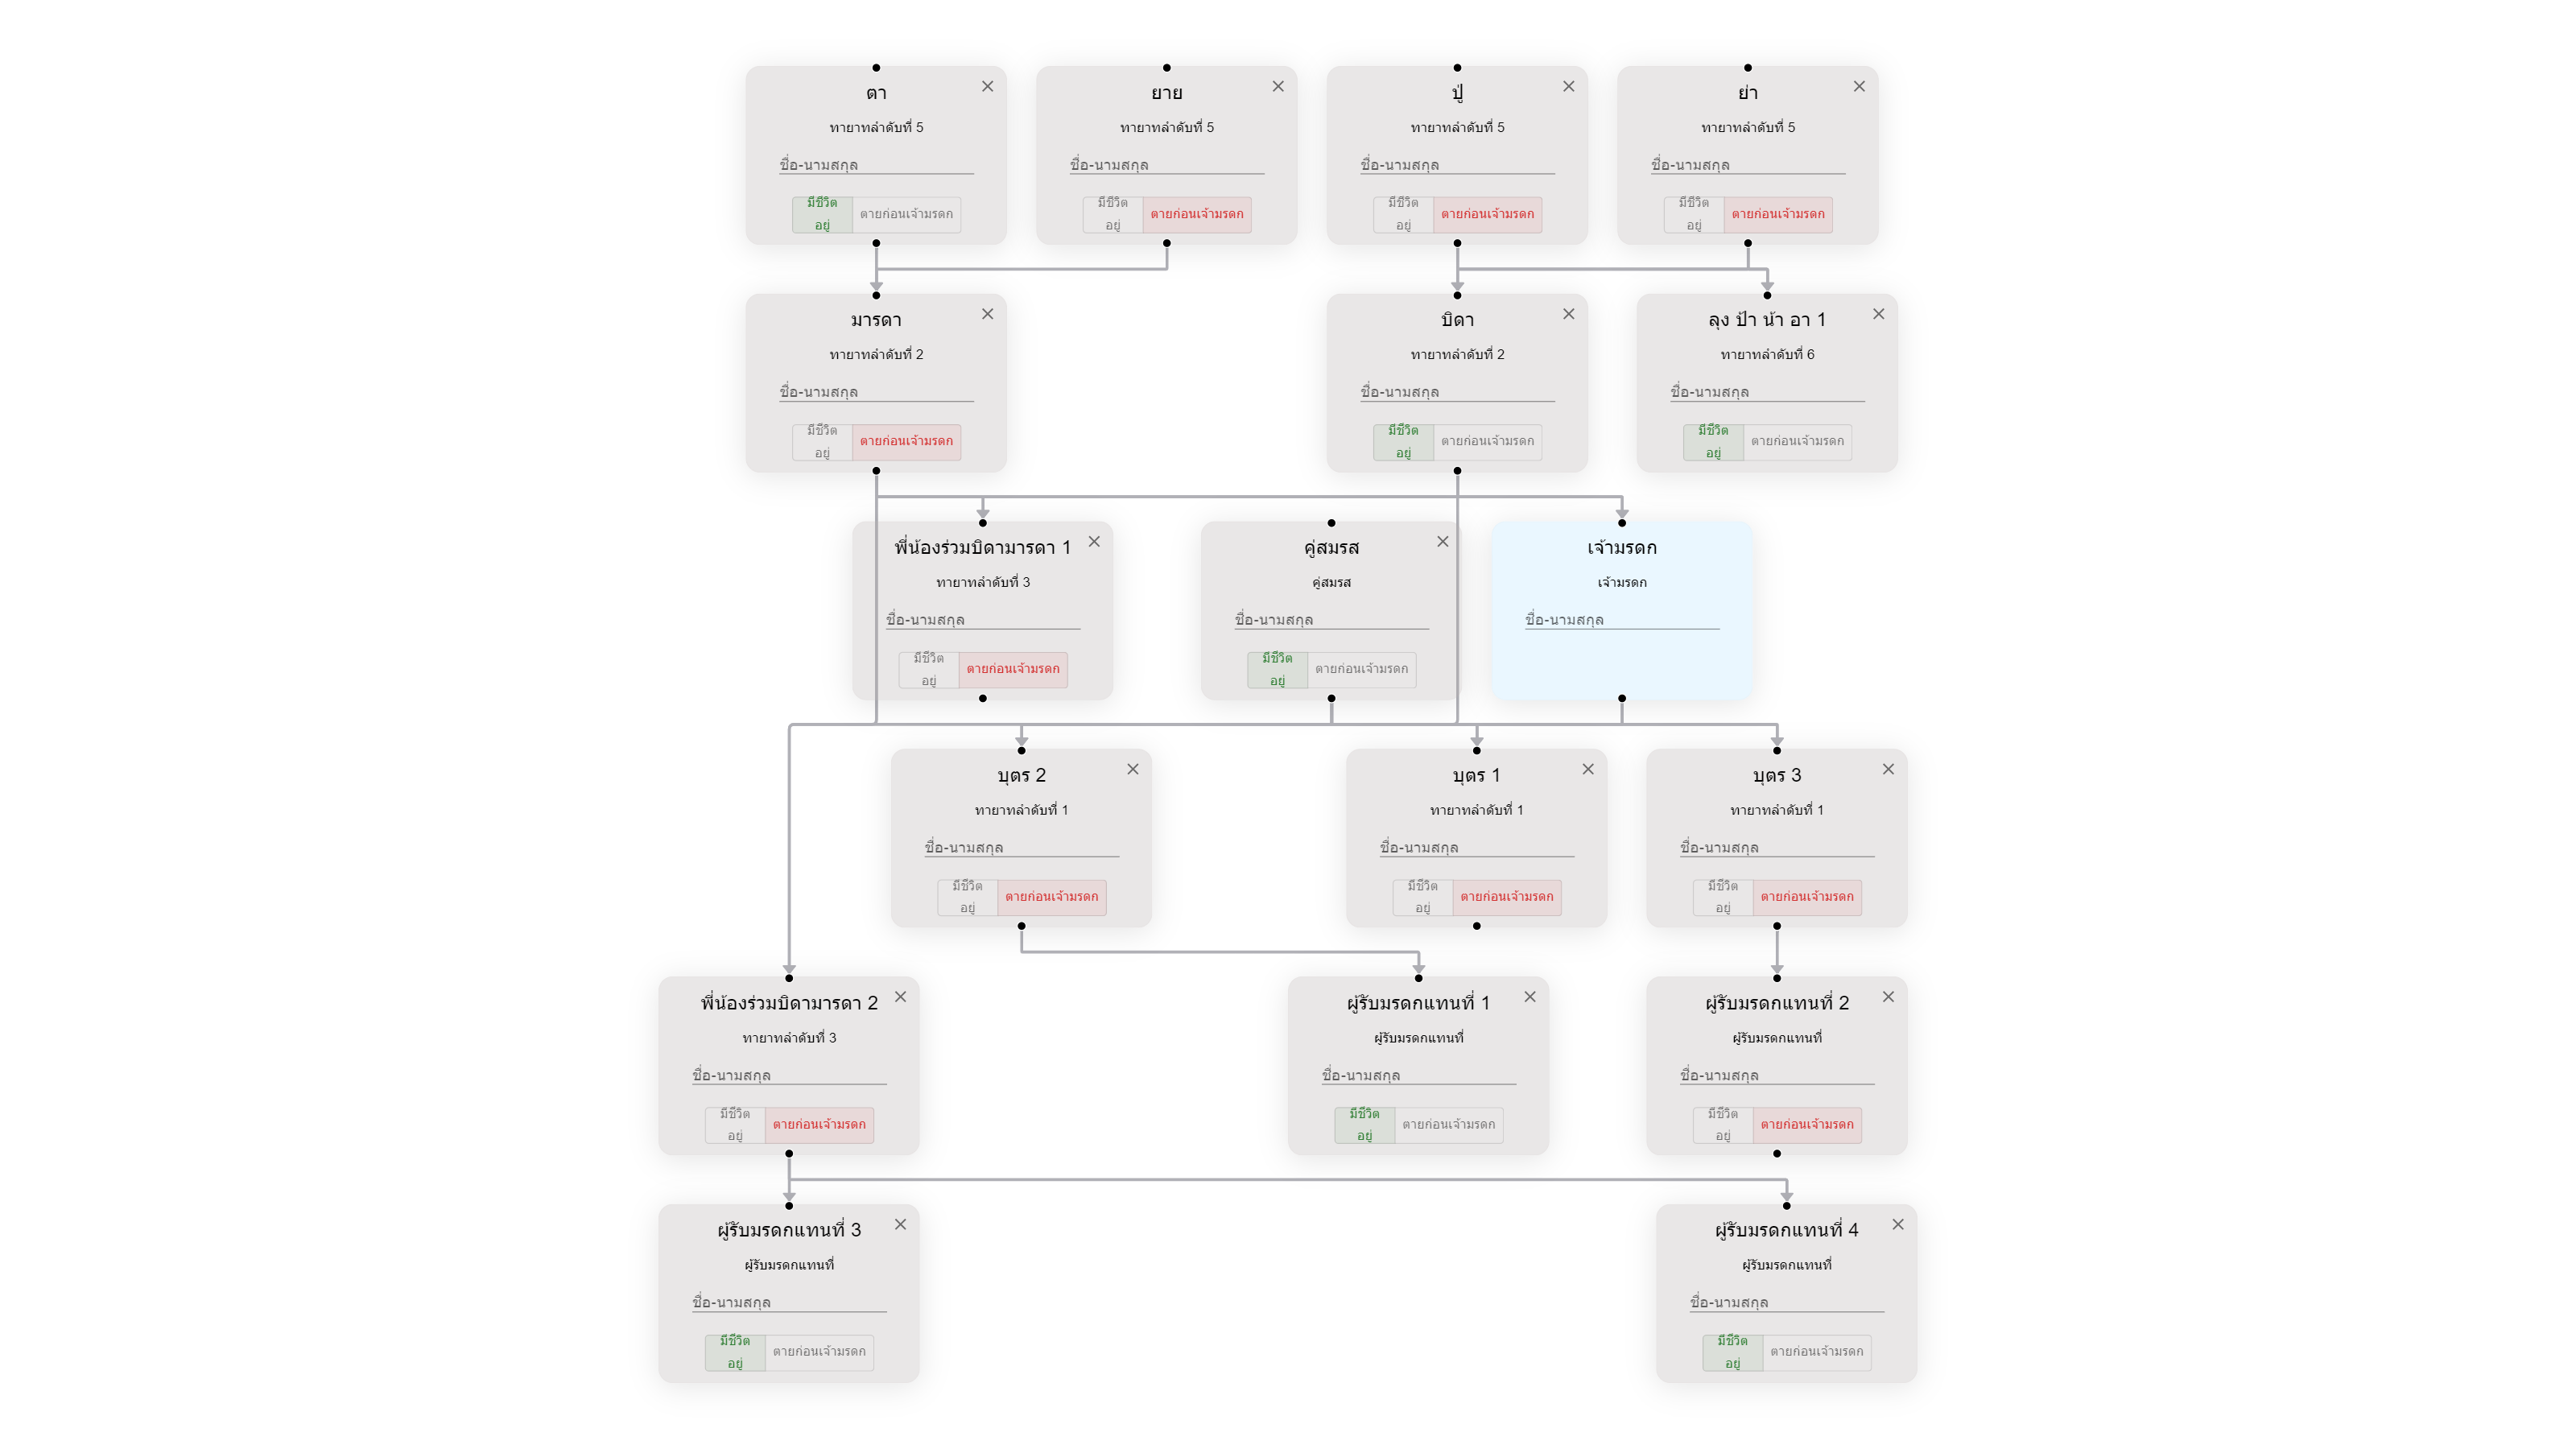 ตา
ทายาทลำดับที่ 5
ชื่อ-นามสกุล
มีชีวิต
อยู่
ตายก่อนเจ้ามรดก
ยาย
ทายาทลำดับที่ 5
ชื่อ-นามสกุล
มีชีวิต
อยู่
ตายก่อนเจ้ามรดก
ปู่
ทายาทลำดับที่ 5
ชื่อ-นามสกุล
มีชีวิต
อยู่
ตายก่อนเจ้ามรดก
ย่า
ทายาทลำดับที่ 5
ชื่อ-นามสกุล
มีชีวิต
อยู่
ตายก่อนเจ้ามรดก
มารดา
ทายาทลำดับที่ 2
ชื่อ-นามสกุล
มีชีวิต
อยู่
ตายก่อนเจ้ามรดก
บิดา
ทายาทลำดับที่ 2
ชื่อ-นามสกุล
มีชีวิต
อยู่
ตายก่อนเจ้ามรดก
ลุง ป้า น้า อา 1
ทายาทลำดับที่ 6
ชื่อ-นามสกุล
มีชีวิต
อยู่
ตายก่อนเจ้ามรดก
พี่น้องร่วมบิดามารดา 1
ทายาทลำดับที่ 3
ชื่อ-นามสกุล
มีชีวิต
อยู่
ตายก่อนเจ้ามรดก
คู่สมรส
คู่สมรส
ชื่อ-นามสกุล
มีชีวิต
อยู่
ตายก่อนเจ้ามรดก
เจ้ามรดก
เจ้ามรดก
ชื่อ-นามสกุล
บุตร 2
ทายาทลำดับที่ 1
ชื่อ-นามสกุล
มีชีวิต
อยู่
ตายก่อนเจ้ามรดก
บุตร 1
ทายาทลำดับที่ 1
ชื่อ-นามสกุล
มีชีวิต
อยู่
ตายก่อนเจ้ามรดก
บุตร 3
ทายาทลำดับที่ 1
ชื่อ-นามสกุล
มีชีวิต
อยู่
ตายก่อนเจ้ามรดก
พี่น้องร่วมบิดามารดา 2
ทายาทลำดับที่ 3
ชื่อ-นามสกุล
มีชีวิต
อยู่
ตายก่อนเจ้ามรดก
ผู้รับมรดกแทนที่ 1
ผู้รับมรดกแทนที่
ชื่อ-นามสกุล
มีชีวิต
อยู่
ตายก่อนเจ้ามรดก
ผู้รับมรดกแทนที่ 2
ผู้รับมรดกแทนที่
ชื่อ-นามสกุล
มีชีวิต
อยู่
ตายก่อนเจ้ามรดก
ผู้รับมรดกแทนที่ 3
ผู้รับมรดกแทนที่
ชื่อ-นามสกุล
มีชีวิต
อยู่
ตายก่อนเจ้ามรดก
ผู้รับมรดกแทนที่ 4
ผู้รับมรดกแทนที่
ชื่อ-นามสกุล
มีชีวิต
อยู่
ตายก่อนเจ้ามรดก